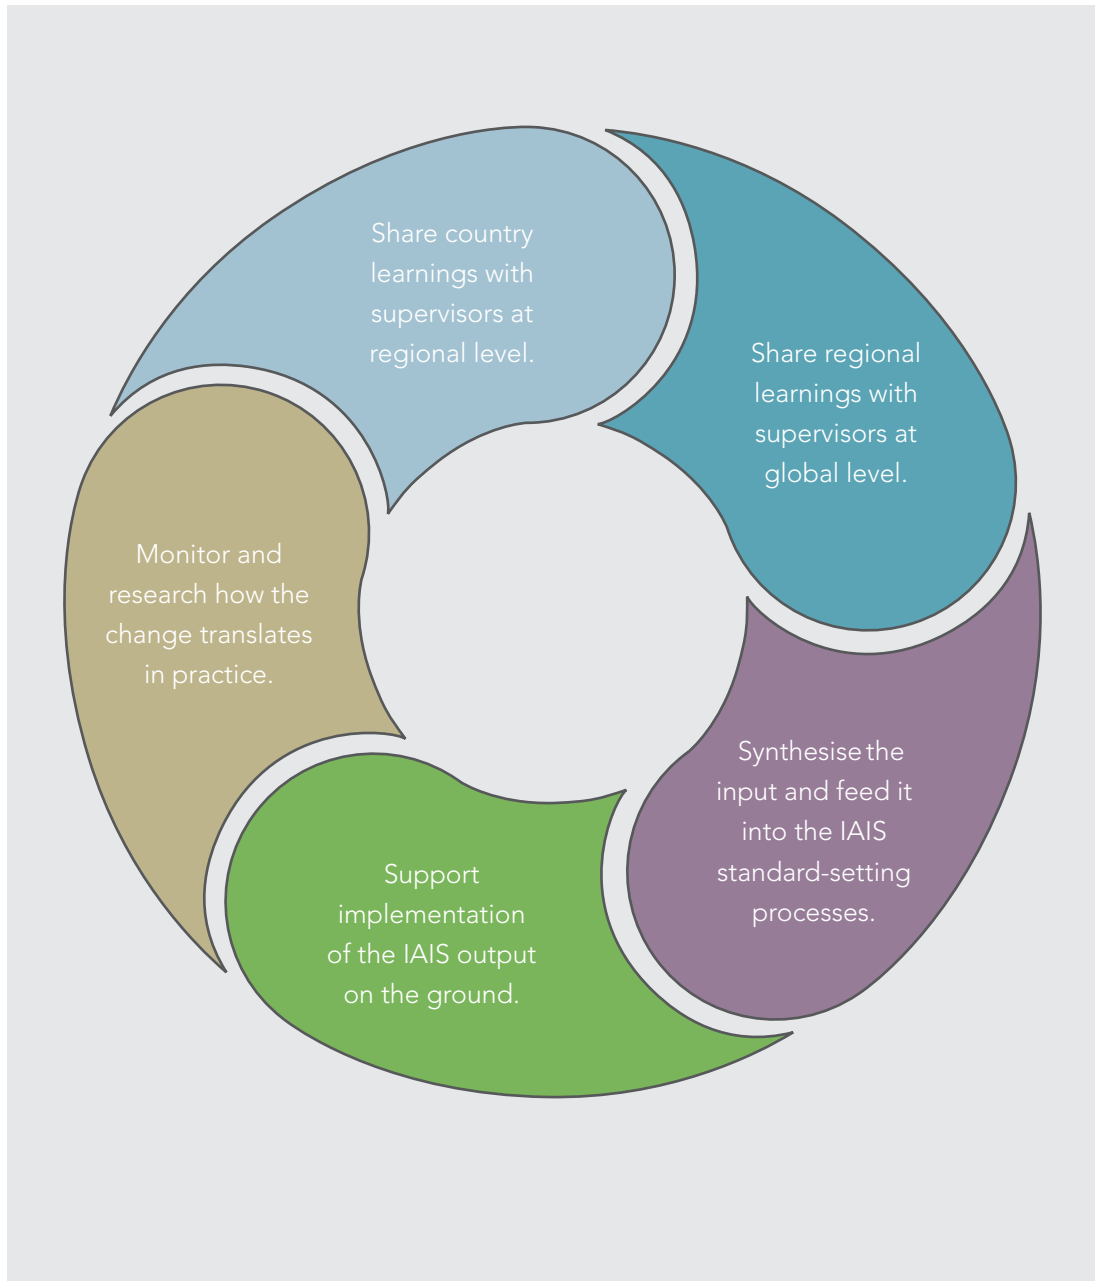 Share country
learnings with
supervisors at
regional level.
Share regional
learnings with
supervisors at
global level.
Synthesise the
input and feed it
into the IAIS
standard-setting
processes.
Support
implementation
of the IAIS output
on the ground.
Monitor and
research how the
change translates
in practice.